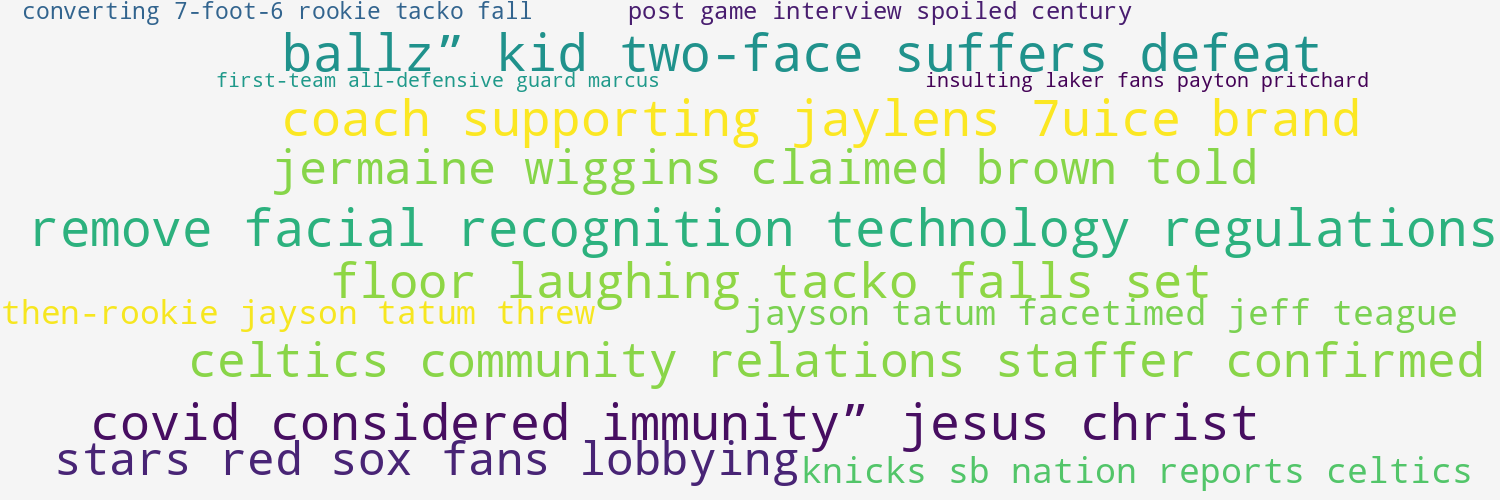 converting 7-foot-6 rookie tacko fall
post game interview spoiled century
ballz” kid two-face suffers defeat
first-team all-defensive guard marcus
insulting laker fans payton pritchard
coach supporting jaylens 7uice brand
jermaine wiggins claimed brown told
remove facial recognition technology regulations
floor laughing tacko falls set
then-rookie jayson tatum threw
jayson tatum facetimed jeff teague
celtics community relations staffer confirmed
covid considered immunity” jesus christ
stars red sox fans lobbying
knicks sb nation reports celtics